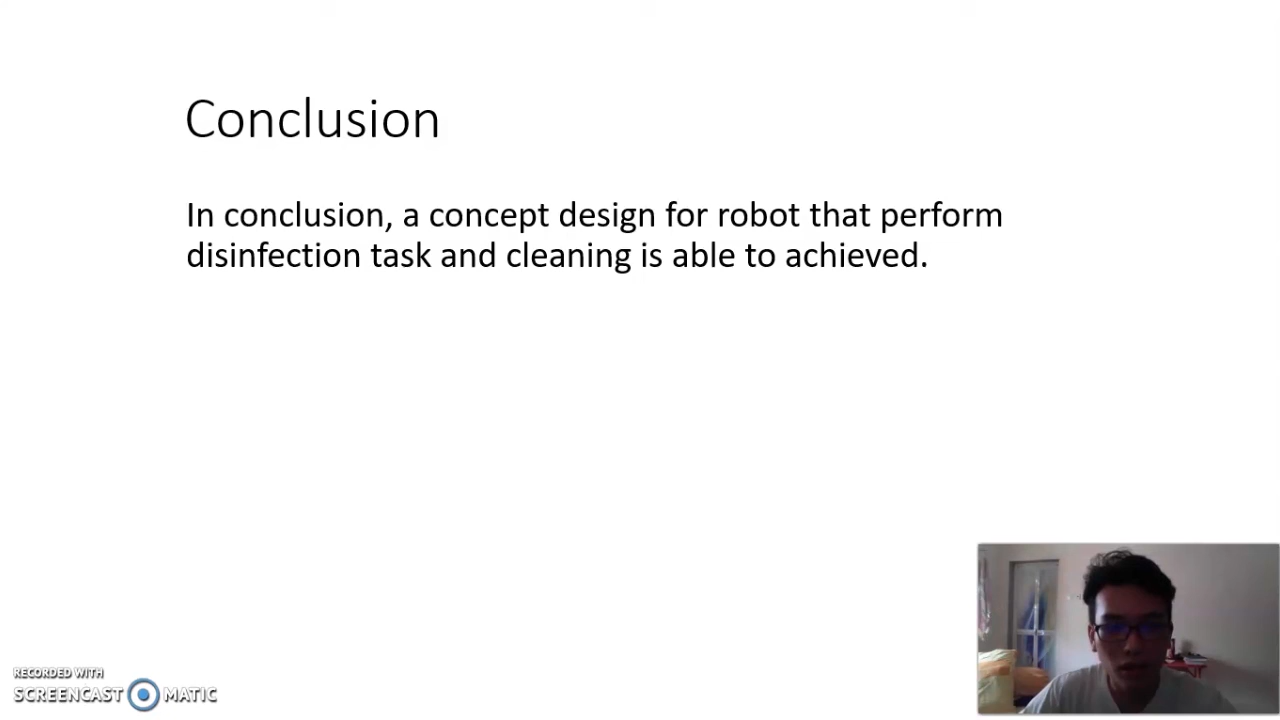 Conclusion
In conclusion, a concept design for robot that perform
disinfection task and cleaning is able to achieved.
RECORDED WITH
SCREENCAST MATIC